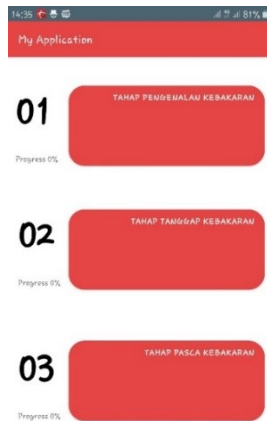 14:35 81%
My Application
01
TAHAP PENGENALAN KEBAKARAN
Progress 0%
02
TAHAP TANGGAP KEBAKARAN
Progress 0%
03
TAHAP PASCA KEBAKARAN
Progress 0%